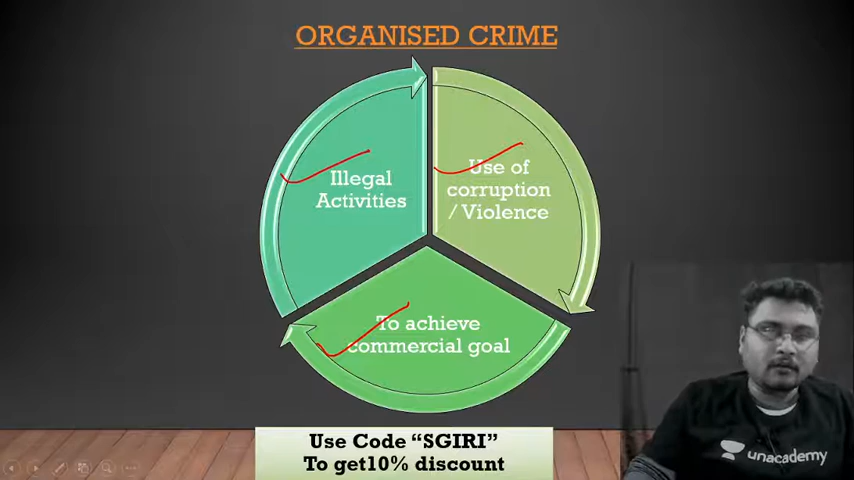 ORGANISED CRIME
Illegal
Activities
Use of
corruption
/ Violence
To achieve
commercial goal
Use Code “SGIRI”
To get10% discount
unacademy